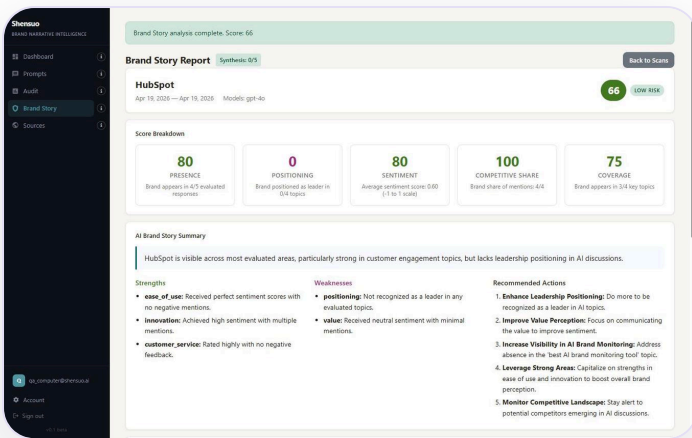 Shensuo
BRAND NARRATIVE INTELLIGENCE
Dashboard
Prompts
Audit
Brand Story
Sources
qa_computer@shensuo.ai
Account
Sign out
Brand Story analysis complete. Score: 66
Brand Story Report Synthesis: 0/5 Back to Scans
HubSpot
Apr 19, 2026 — Apr 19, 2026 Models: gpt-4o
66 LOW RISK
Score Breakdown
80
PRESENCE
Brand appears in 4/5 evaluated
responses
0
POSITIONING
Brand positioned as leader in
0/4 topics
80
SENTIMENT
Average sentiment score: 0.60
(-1 to 1 scale)
100
COMPETITIVE SHARE
Brand share of mentions: 4/4
75
COVERAGE
Brand appears in 3/4 key topics
AI Brand Story Summary
HubSpot is visible across most evaluated areas, particularly strong in customer engagement topics, but lacks leadership positioning in AI discussions.
Strengths
• ease_of_use: Received perfect sentiment scores with
no negative mentions.
• innovation: Achieved high sentiment with multiple
mentions.
• customer_service: Rated highly with no negative
feedback.
Weaknesses
• positioning: Not recognized as a leader in any
evaluated topics.
• value: Received neutral sentiment with minimal
mentions.
Recommended Actions
1. Enhance Leadership Positioning: Do more to be
recognized as a leader in AI topics.
2. Improve Value Perception: Focus on communicating
the value to improve sentiment.
3. Increase Visibility in AI Brand Monitoring: Address
absence in the 'best AI brand monitoring tool' topic.
4. Leverage Strong Areas: Capitalize on strengths in
ease of use and innovation to boost overall brand
perception.
5. Monitor Competitive Landscape: Stay alert to
potential competitors emerging in AI discussions.